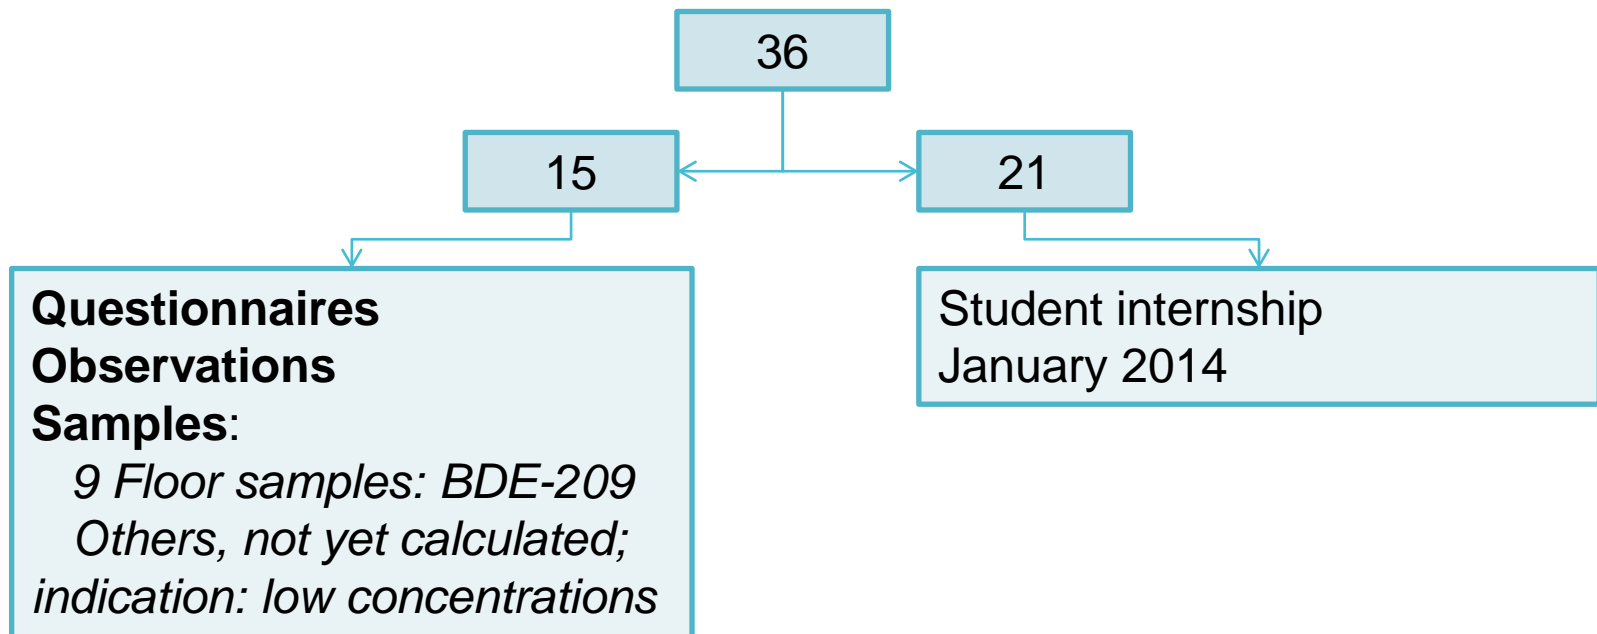 36
15
21
Questionnaires
Observations
Samples:
9 Floor samples: BDE-209
Others, not yet calculated;
indication: low concentrations
Student internship
January 2014